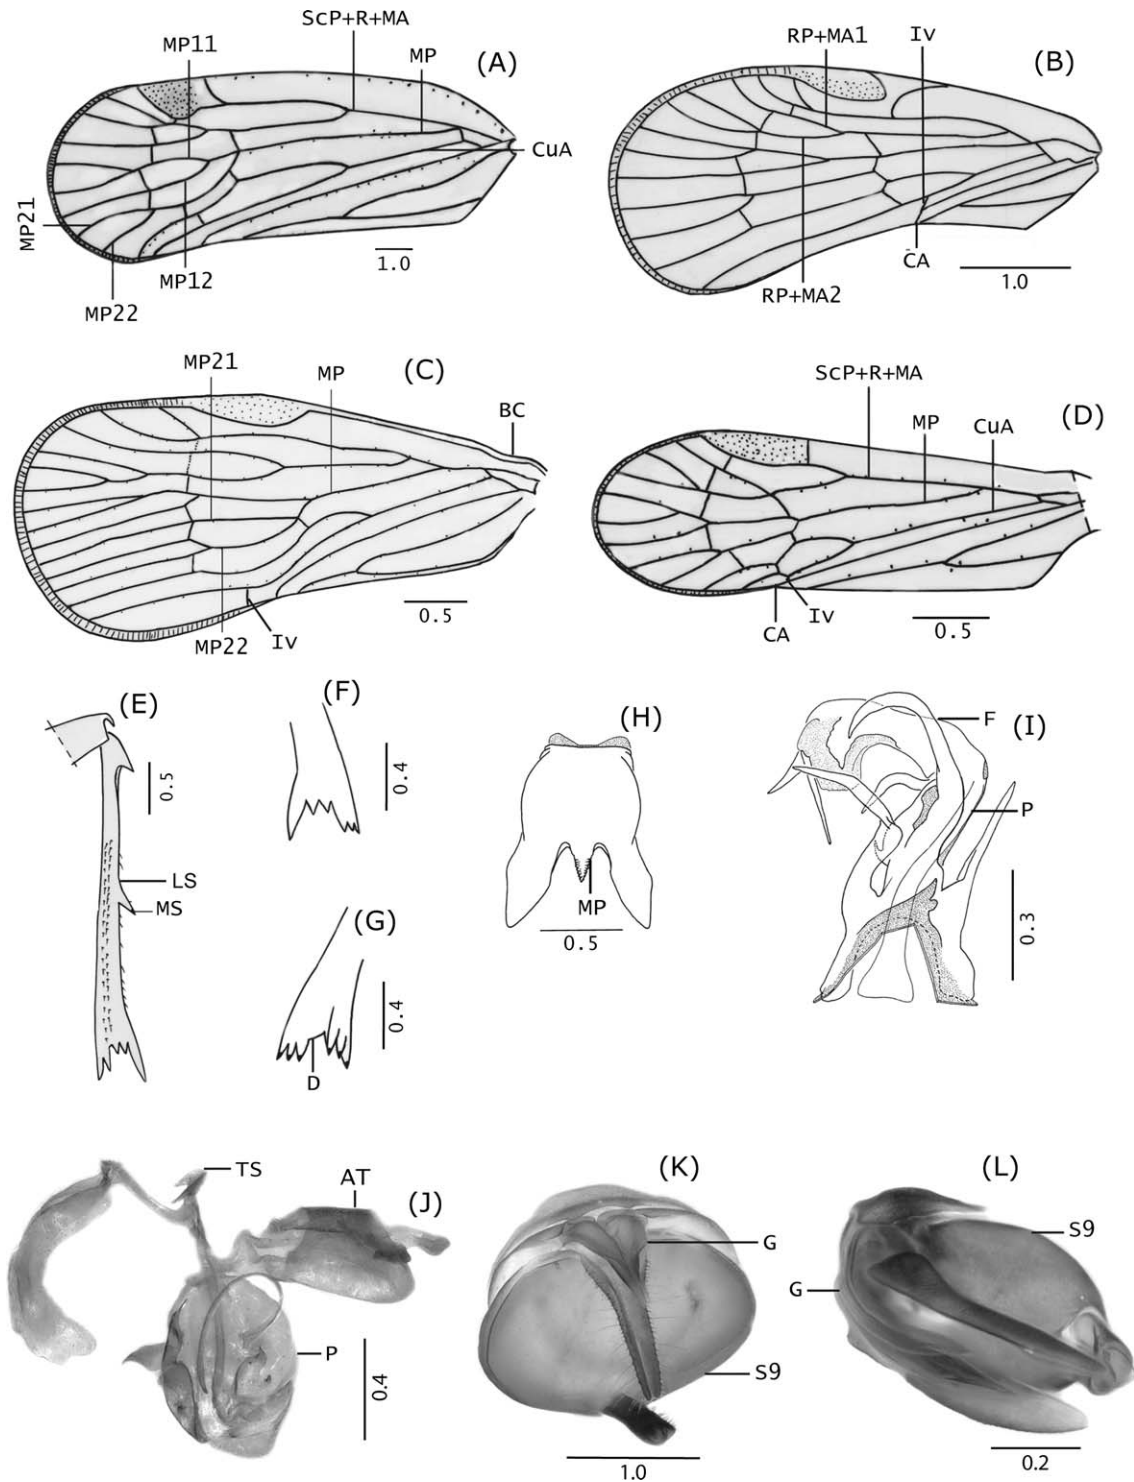 ScP+R+MA
MP11
MP
(A)
CuA
MP21
1.0
MP12
MP22
RP+MA1
Iv
(B)
CA
1.0
RP+MA2
MP21
MP
(C)
BC
0.5
Iv
MP22
ScP+R+MA
MP
CuA
(D)
Iv
CA
0.5
(E)
0.5
LS
MS
(F)
0.4
(G)
0.4
D
(H)
MP
0.5
F
(I)
P
0.3
TS
AT
(J)
P
0.4
(K)
G
S9
1.0
(L)
S9
G
0.2